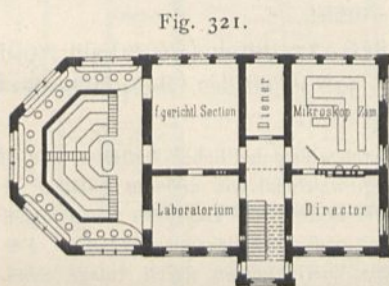 Fig. 321.
f. gerichtl. Section
Diener
Mikroskop. Zim.
Laboratorium
Director